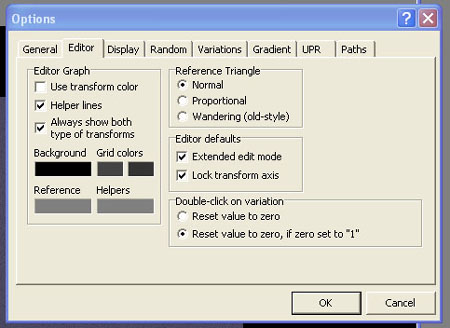 Options
General Editor Display Random Variations Gradient UPR Paths
Editor Graph
Use transform color
Helper lines
Always show both
type of transforms
Background Grid colors
Reference Helpers
Reference Triangle
Normal
Proportional
Wandering (old-style)
Editor defaults
Extended edit mode
Lock transform axis
Double-click on variation
Reset value to zero
Reset value to zero, if zero set to "1"
OK Cancel